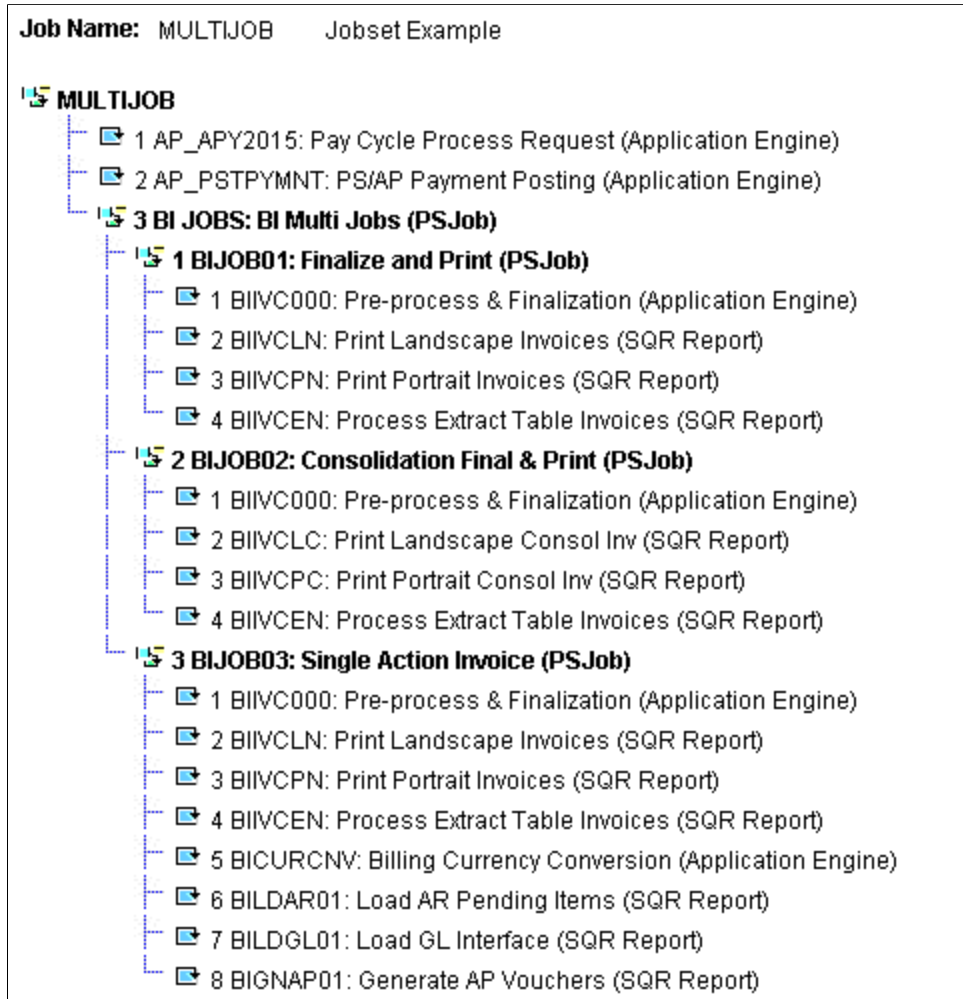 Job Name: MULTIJOB Jobset Example
MULTIJOB
1 AP_APY2015: Pay Cycle Process Request (Application Engine)
2 AP_PSTPYMNT: PS/AP Payment Posting (Application Engine)
3 BI JOBS: BI Multi Jobs (PSJob)
1 BIJOB01: Finalize and Print (PSJob)
1 BIIVC000: Pre-process & Finalization (Application Engine)
2 BIIVCLN: Print Landscape Invoices (SQR Report)
3 BIIVCPN: Print Portrait Invoices (SQR Report)
4 BIIVCEN: Process Extract Table Invoices (SQR Report)
2 BIJOB02: Consolidation Final & Print (PSJob)
1 BIIVC000: Pre-process & Finalization (Application Engine)
2 BIIVCLC: Print Landscape Consol Inv (SQR Report)
3 BIIVCPC: Print Portrait Consol Inv (SQR Report)
4 BIIVCEN: Process Extract Table Invoices (SQR Report)
3 BIJOB03: Single Action Invoice (PSJob)
1 BIIVC000: Pre-process & Finalization (Application Engine)
2 BIIVCLN: Print Landscape Invoices (SQR Report)
3 BIIVCPN: Print Portrait Invoices (SQR Report)
4 BIIVCEN: Process Extract Table Invoices (SQR Report)
5 BICURCNV: Billing Currency Conversion (Application Engine)
6 BILDAR01: Load AR Pending Items (SQR Report)
7 BILDGL01: Load GL Interface (SQR Report)
8 BIGNAP01: Generate AP Vouchers (SQR Report)